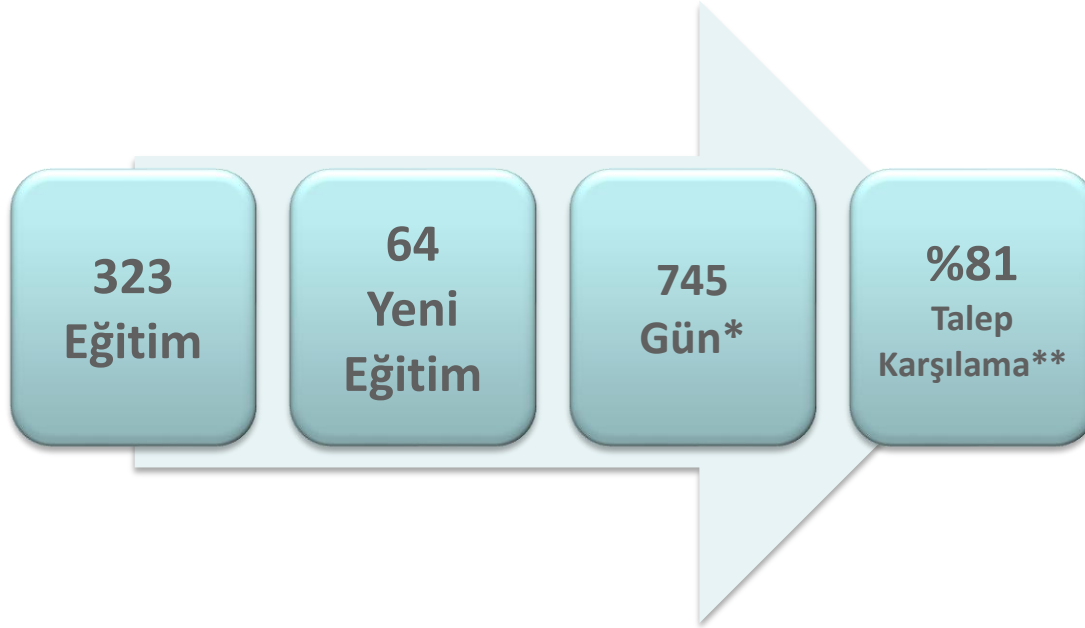 323
Eğitim
64
Yeni
Eğitim
745
Gün*
%81
Talep
Karşılama**